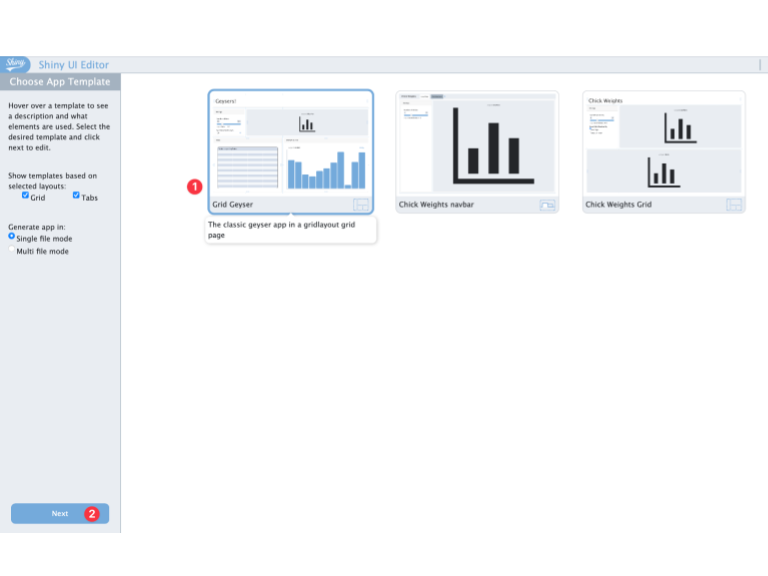 Shiny
Shiny UI Editor
Choose App Template
Hover over a template to see
a description and what
elements are used. Select the
desired template and click
next to edit.
Show templates based on
selected layouts:
Grid
Tabs
Generate app in:
Single file mode
Multi file mode
Next
2
1
Geysers!
Grid Geyser
The classic geyser app in a gridlayout grid
page
Chick Weights navbar
Chick Weights
Chick Weights Grid